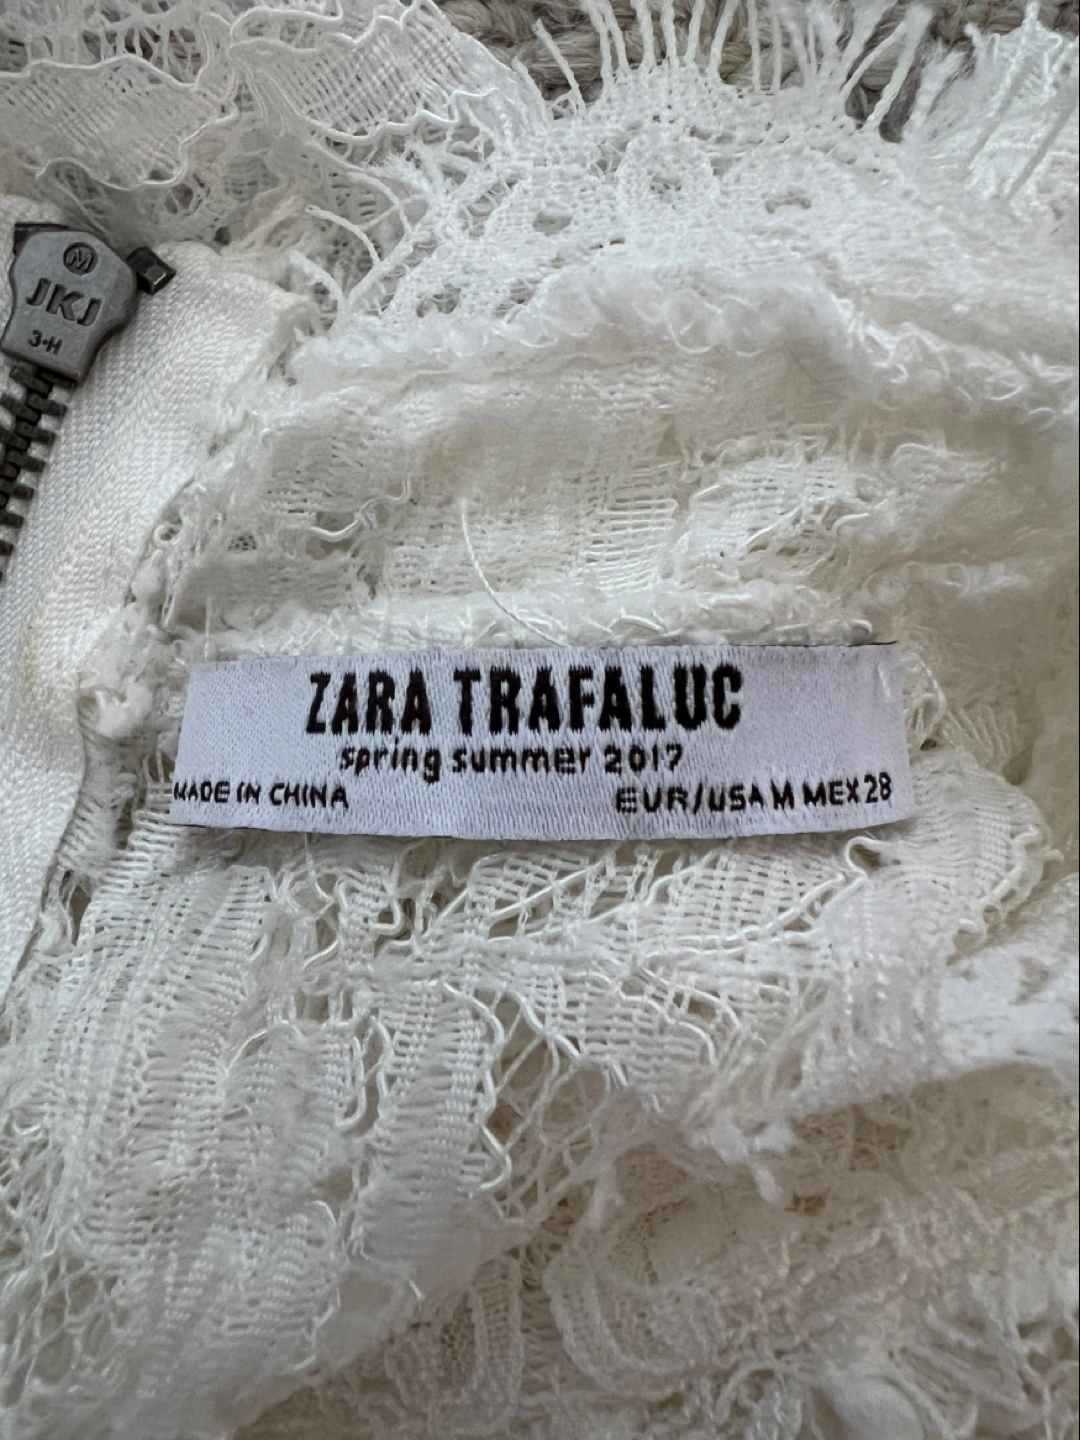 M
JKJ
3-H
ZARA TRAFALUC
spring summer 2017
MADE IN CHINA EUR/USA M MEX 28